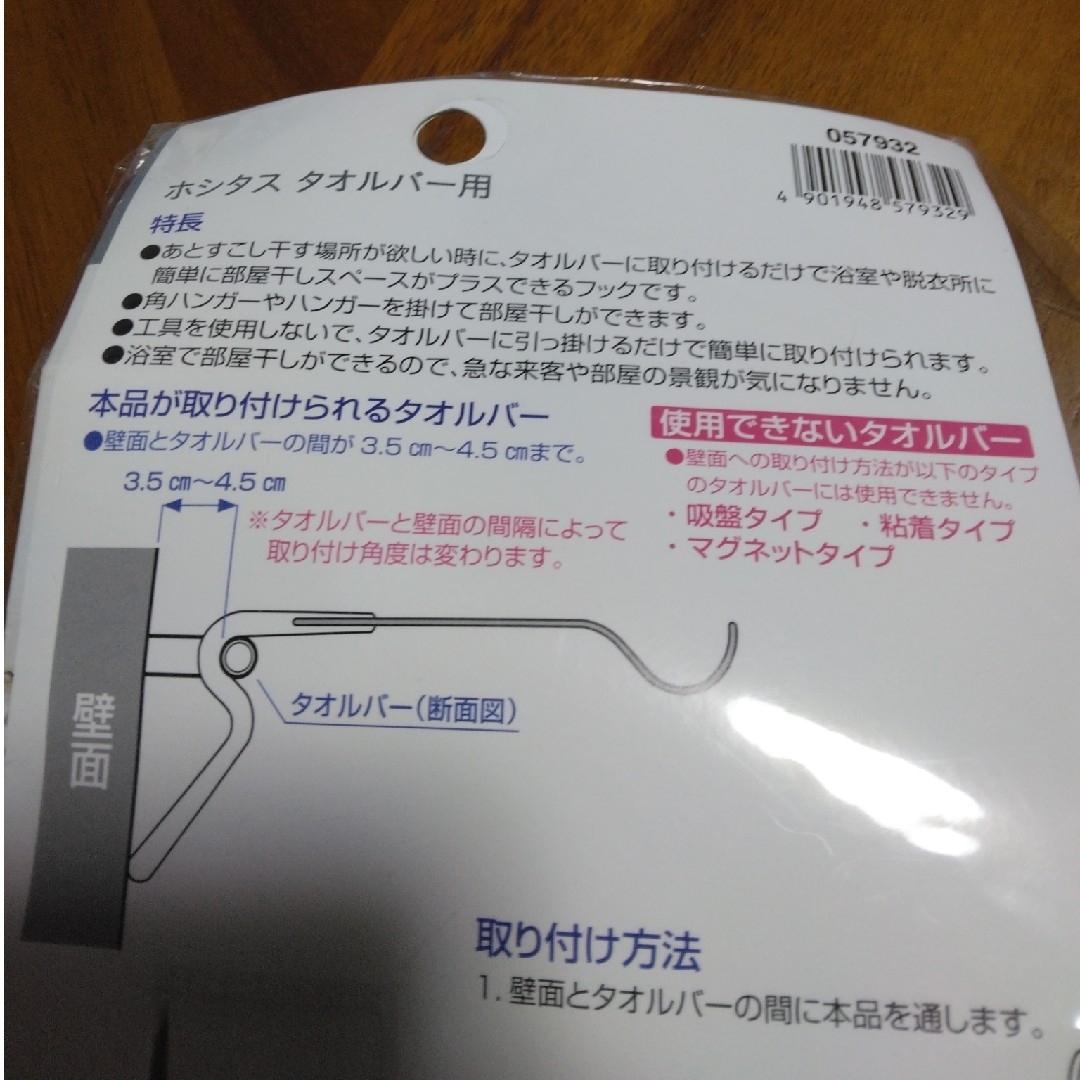 057932
4 901948 579329
ホシタス タオルバー用
特長
●あとすこし干す場所が欲しい時に、タオルバーに取り付けるだけで浴室や脱衣所に
簡単に部屋干しスペースがプラスできるフックです。
●角ハンガーやハンガーを掛けて部屋干しができます。
●工具を使用しないで、タオルバーに引っ掛けるだけで簡単に取り付けられます。
●浴室で部屋干しができるので、急な来客や部屋の景観が気になりません。
本品が取り付けられるタオルバー
●壁面とタオルバーの間が 3.5 ㎝〜4.5 ㎝まで。
3.5 ㎝〜4.5 ㎝
※タオルバーと壁面の間隔によって
取り付け角度は変わります。
使用できないタオルバー
●壁面への取り付け方法が以下のタイプ
のタオルバーには使用できません。
・吸盤タイプ ・粘着タイプ
・マグネットタイプ
壁面
タオルバー(断面図)
取り付け方法
1. 壁面とタオルバーの間に本品を通します。